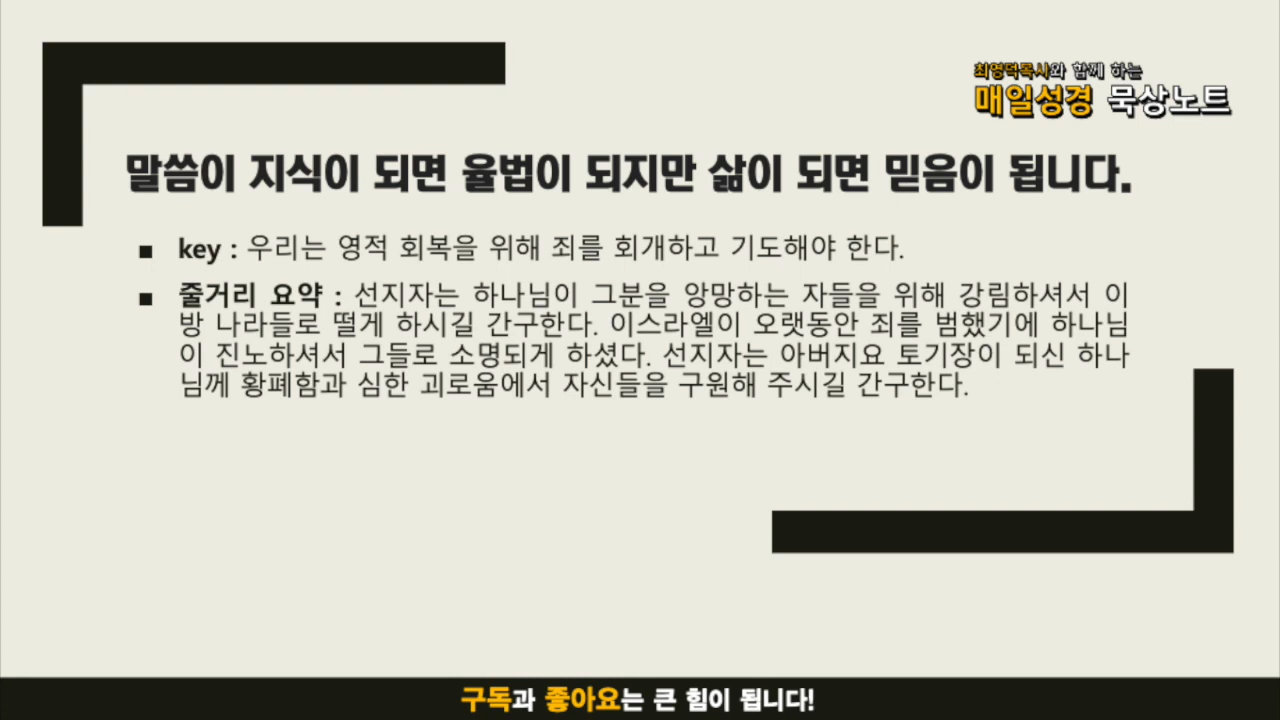 최영덕목사와 함께 하는
매일성경 묵상노트
말씀이 지식이 되면 율법이 되지만 삶이 되면 믿음이 됩니다.
■ key : 우리는 영적 회복을 위해 죄를 회개하고 기도해야 한다.
■ 줄거리 요약 : 선지자는 하나님이 그분을 앙망하는 자들을 위해 강림하셔서 이
방 나라들로 떨게 하시길 간구한다. 이스라엘이 오랫동안 죄를 범했기에 하나님
이 진노하셔서 그들로 소명되게 하셨다. 선지자는 아버지요 토기장이 되신 하나
님께 황폐함과 심한 괴로움에서 자신들을 구원해 주시길 간구한다.
구독과 좋아요는 큰 힘이 됩니다!